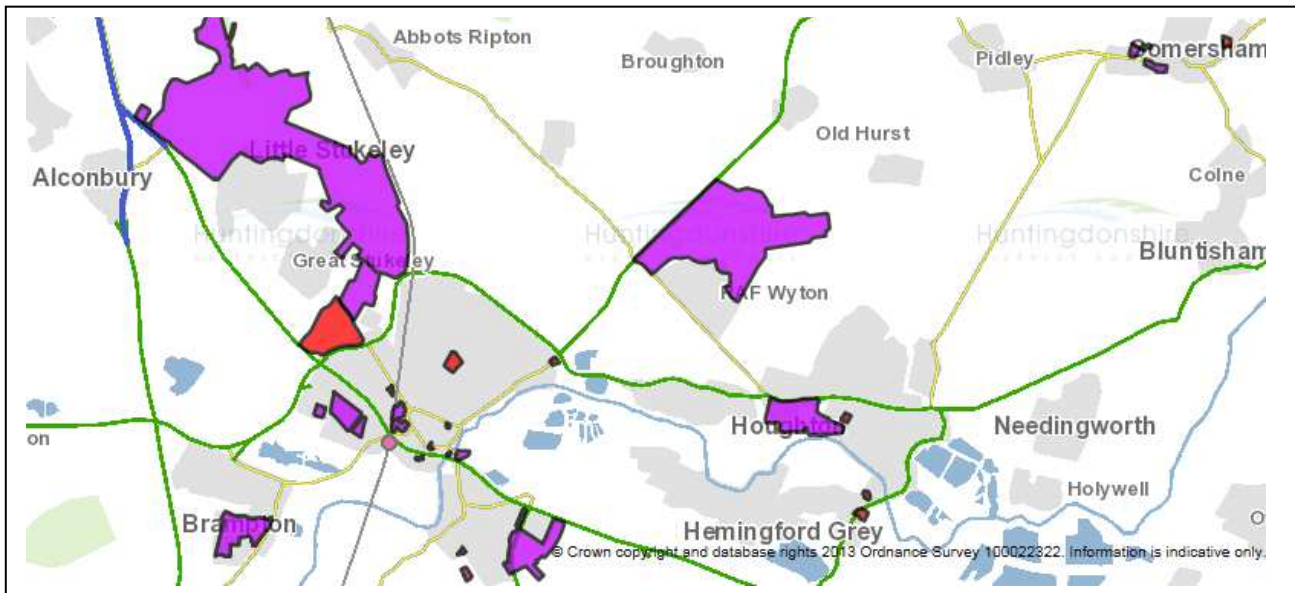 Abbots Ripton
Broughton
Pidley
Somersham
Old Hurst
Little Stukeley
Alconbury
Colne
Huntingdonshire
Huntingdonshire
Huntingdonshire
Bluntisham
Great Stukeley
RAF Wyton
Houghton
Needingworth
on
Holywell
Brampton
Hemingford Grey
© Crown copyright and database rights 2013 Ordnance Survey 100022322. Information is indicative only.